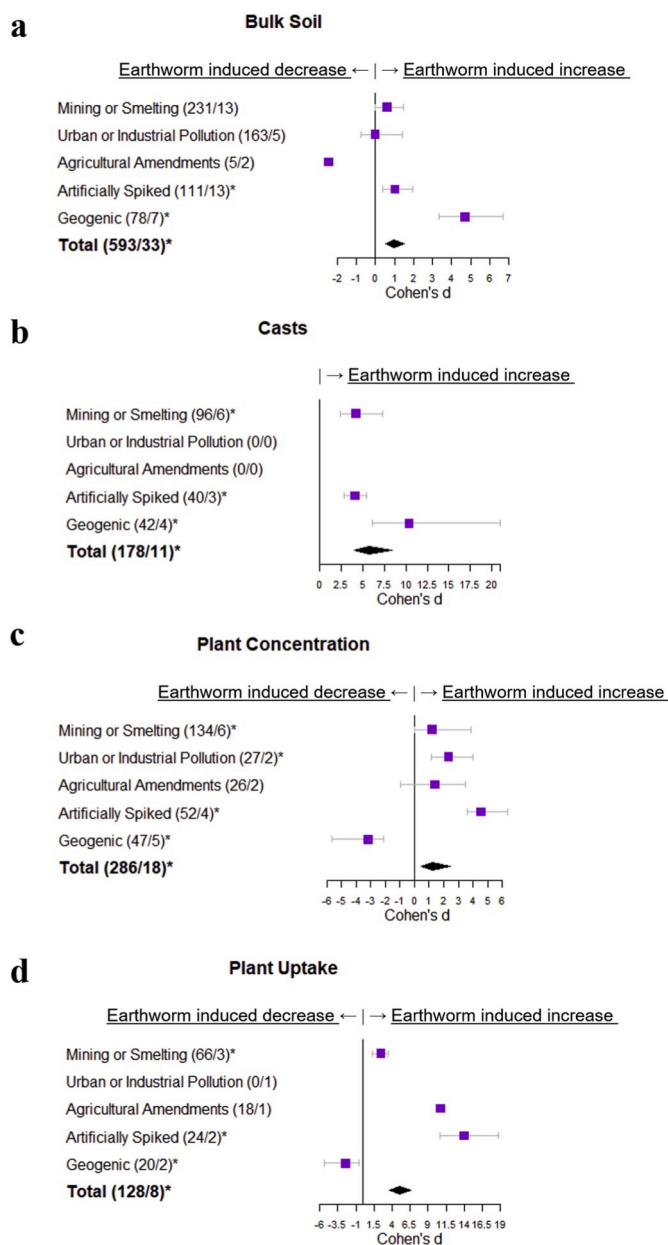 a
Bulk Soil
Earthworm induced decrease ← | → Earthworm induced increase
Mining or Smelting (231/13)
Urban or Industrial Pollution (163/5)
Agricultural Amendments (5/2)
Artificially Spiked (111/13)*
Geogenic (78/7)*
Total (593/33)*
-2 -1 0 1 2 3 4 5 6 7
Cohen's d
b
Casts
| → Earthworm induced increase
Mining or Smelting (96/6)*
Urban or Industrial Pollution (0/0)
Agricultural Amendments (0/0)
Artificially Spiked (40/3)*
Geogenic (42/4)*
Total (178/11)*
0 2.5 5 7.5 10 12.5 15 17.5 20
Cohen's d
c
Plant Concentration
Earthworm induced decrease ← | → Earthworm induced increase
Mining or Smelting (134/6)*
Urban or Industrial Pollution (27/2)*
Agricultural Amendments (26/2)
Artificially Spiked (52/4)*
Geogenic (47/5)*
Total (286/18)*
-6 -5 -4 -3 -2 -1 0 1 2 3 4 5 6
Cohen's d
d
Plant Uptake
Earthworm induced decrease ← | → Earthworm induced increase
Mining or Smelting (66/3)*
Urban or Industrial Pollution (0/1)
Agricultural Amendments (18/1)
Artificially Spiked (24/2)*
Geogenic (20/2)*
Total (128/8)*
-6 -3.5 -1 1.5 4 6.5 9 11.5 14 16.5 19
Cohen's d